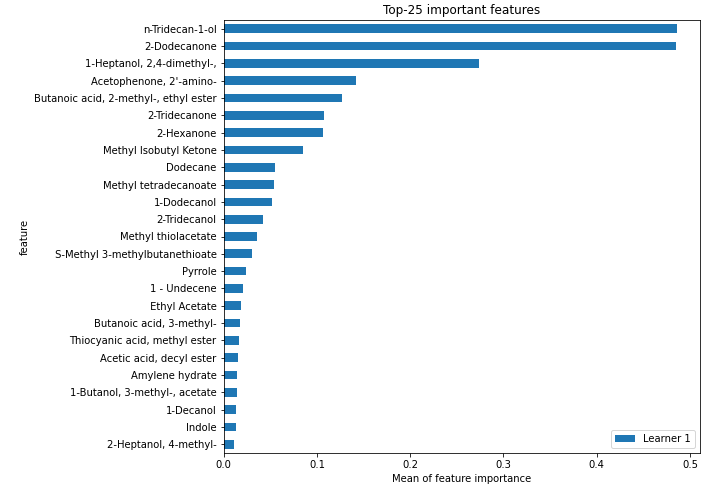 Top-25 important features
n-Tridecan-1-ol
2-Dodecanone
1-Heptanol, 2,4-dimethyl-,
Acetophenone, 2'-amino-
Butanoic acid, 2-methyl-, ethyl ester
2-Tridecanone
2-Hexanone
Methyl Isobutyl Ketone
Dodecane
Methyl tetradecanoate
1-Dodecanol
2-Tridecanol
Methyl thiolacetate
S-Methyl 3-methylbutanethioate
Pyrrole
1 - Undecene
Ethyl Acetate
Butanoic acid, 3-methyl-
Thiocyanic acid, methyl ester
Acetic acid, decyl ester
Amylene hydrate
1-Butanol, 3-methyl-, acetate
1-Decanol
Indole
2-Heptanol, 4-methyl-
feature
Learner 1
0.0 0.1 0.2 0.3 0.4 0.5
Mean of feature importance